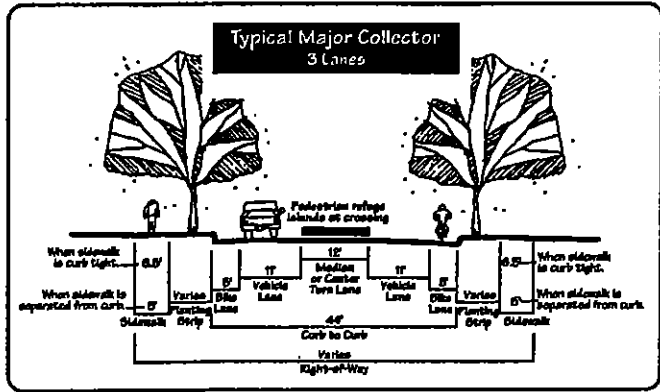 Typical Major Collector
3 Lanes
Pedestrian refuge
islands at crossing
When sidewalk
is curb tight.
6.5'
When sidewalk is
separated from curb.
5'
Sidewalk
Varies
Planting
Strip
5'
Bike
Lane
11'
Vehicle
Lane
12'
Median
or Center
Turn Lane
11'
Vehicle
Lane
5'
Bike
Lane
Varies
Planting
Strip
6.5'
When sidewalk
is curb tight.
5'
When sidewalk is
separated from curb.
Sidewalk
44'
Curb to Curb
Varies
Right-of-Way